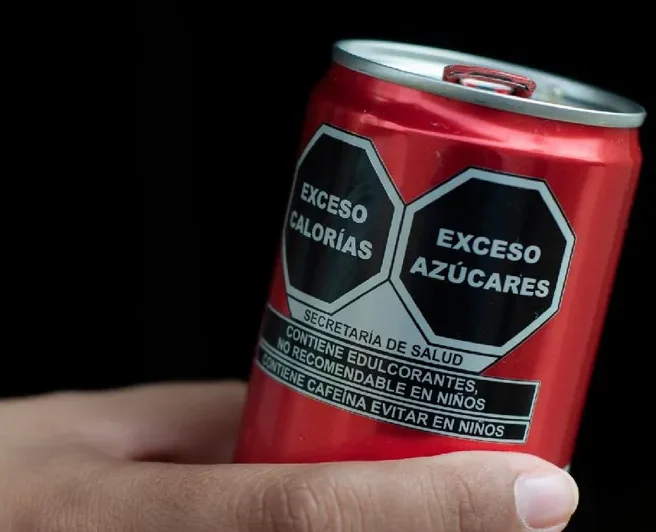 EXCESO
CALORÍAS
EXCESO
AZÚCARES
SECRETARÍA DE SALUD
CONTIENE EDULCORANTES,
NO RECOMENDABLE EN NIÑOS
CONTIENE CAFEÍNA EVITAR EN NIÑOS